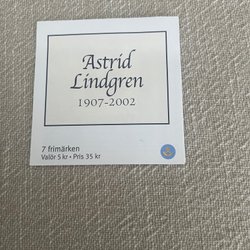 Astrid
Lindgren
1907-2002
7 frimärken
Valör 5 kr • Pris 35 kr